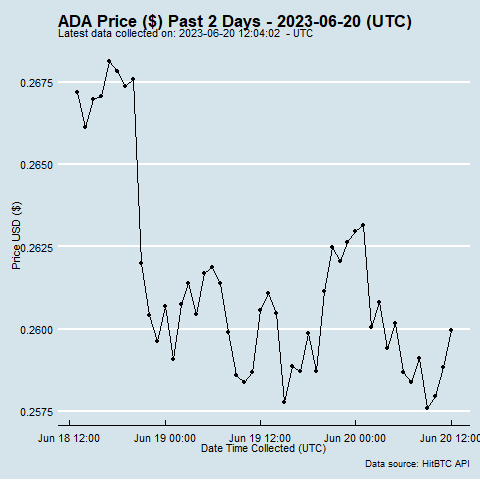 ADA Price ($) Past 2 Days - 2023-06-20 (UTC)
Latest data collected on: 2023-06-20 12:04:02 - UTC
0.2675
0.2650
0.2625
0.2600
0.2575
Price USD ($)
Jun 18 12:00
Jun 19 00:00
Jun 19 12:00
Jun 20 00:00
Jun 20 12:00
Date Time Collected (UTC)
Data source: HitBTC API